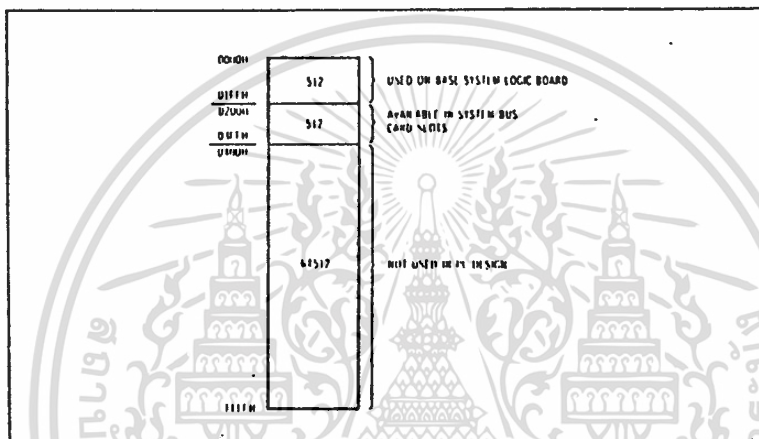 0000H
512
USED ON BASE SYSTEM LOGIC BOARD
01FFH
0200H
512
AVAILABLE IN SYSTEM BUS
CARD SLOTS
03FFH
0400H
NOT USED IN PC DESIGN
FFFFH